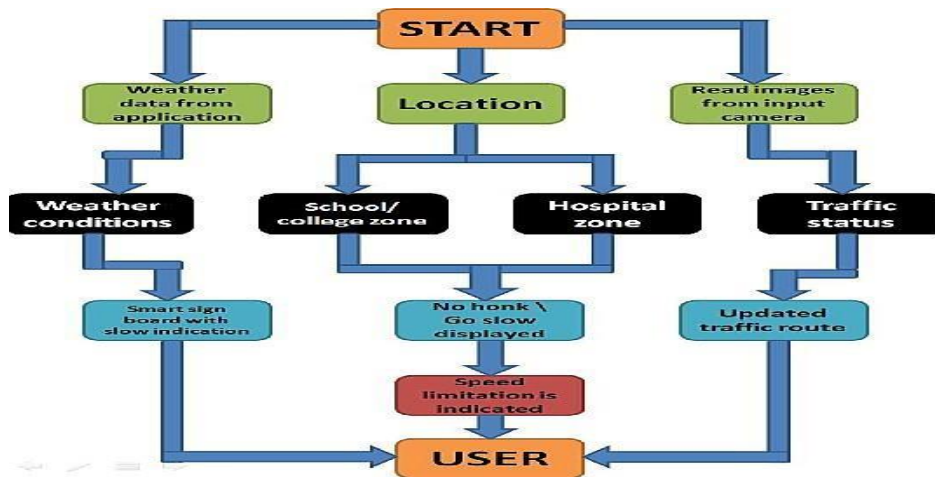 START
Weather
data from
application
Location
Read images
from input
camera
Weather
conditions
School/
college zone
Hospital
zone
Traffic
status
Smart sign
board with
slow indication
No honk \
Go slow
displayed
Updated
traffic route
Speed
limitation is
indicated
USER